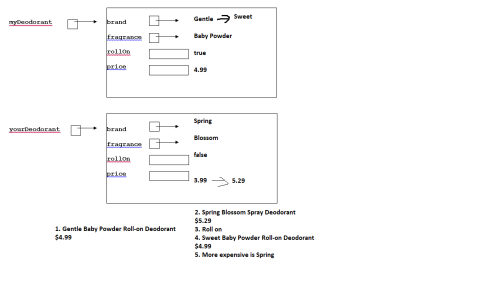 myDeodorant
brand
Gentle
Sweet
fragrance
Baby Powder
rollOn
true
price
4.99
yourDeodorant
brand
Spring
fragrance
Blossom
rollOn
false
price
3.99
5.29
1. Gentle Baby Powder Roll-on Deodorant
$4.99
2. Spring Blossom Spray Deodorant
$5.29
3. Roll on
4. Sweet Baby Powder Roll-on Deodorant
$4.99
5. More expensive is Spring